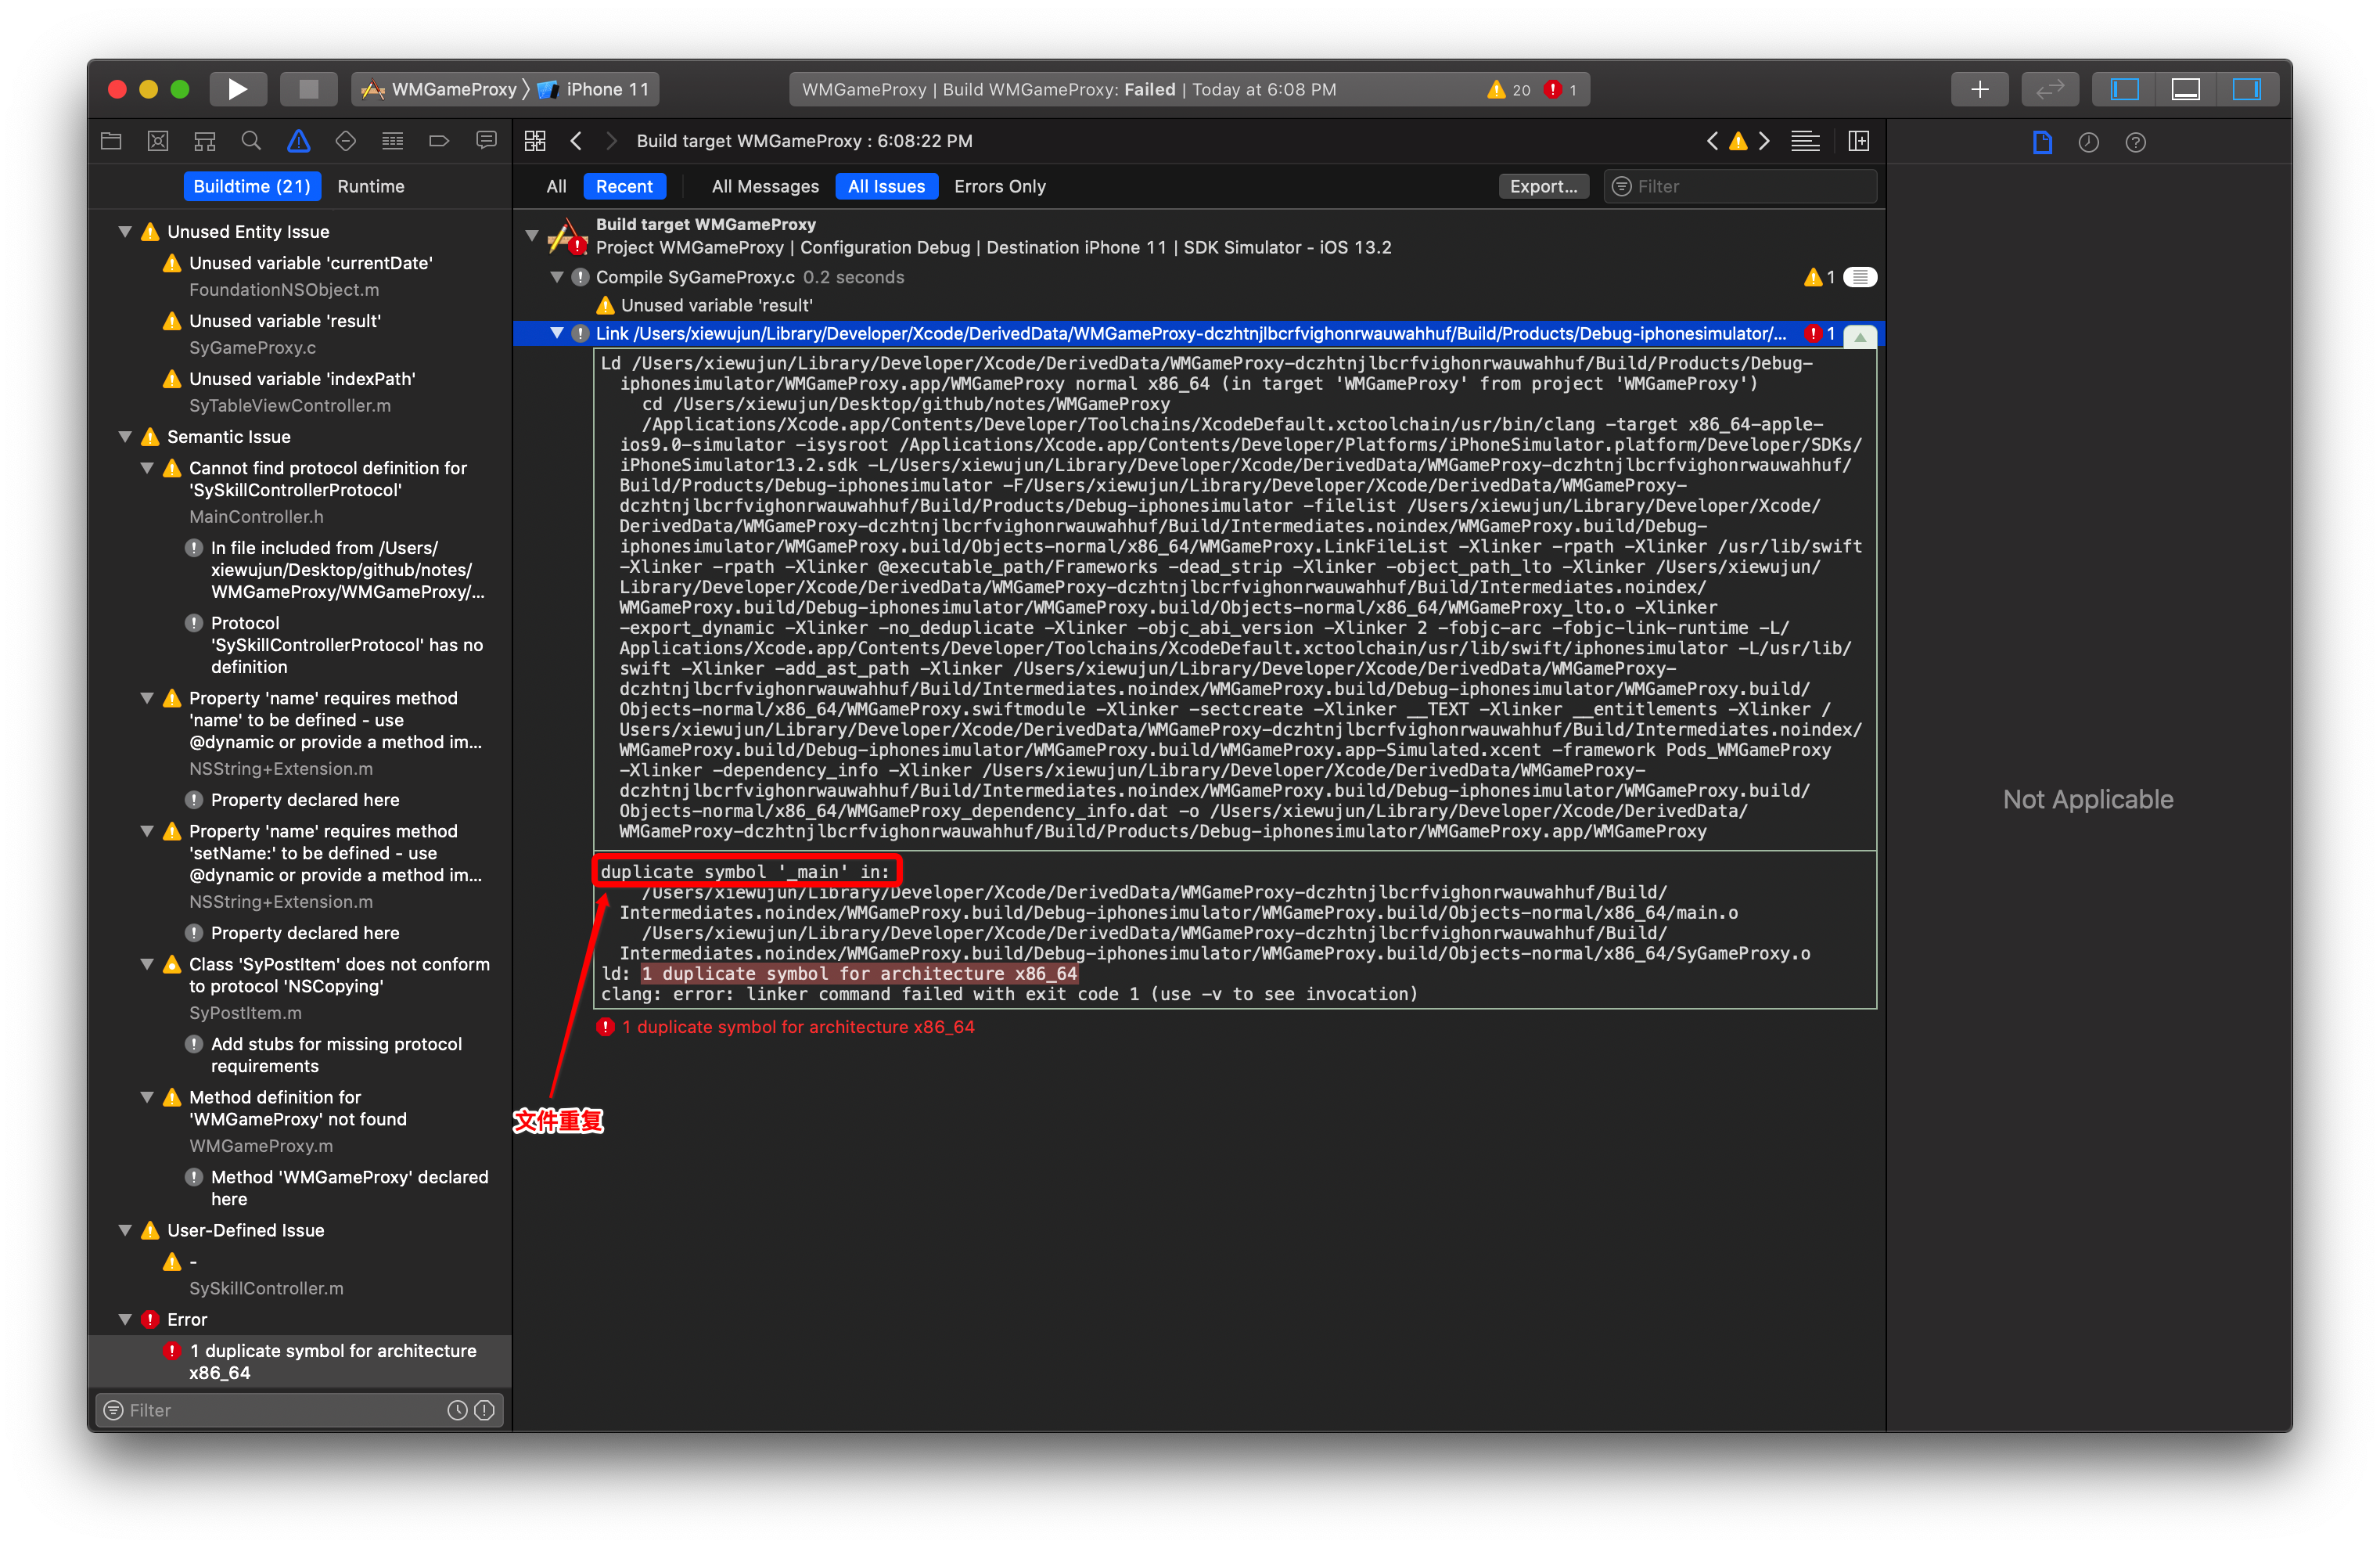 WMGameProxy 〉 iPhone 11
WMGameProxy | Build WMGameProxy: Failed | Today at 6:08 PM
20
1
Build target WMGameProxy : 6:08:22 PM
Buildtime (21)
Runtime
All
Recent
All Messages
All Issues
Errors Only
Export...
Filter
Unused Entity Issue
Unused variable 'currentDate'
FoundationNSObject.m
Unused variable 'result'
SyGameProxy.c
Unused variable 'indexPath'
SyTableViewController.m
Semantic Issue
Cannot find protocol definition for
'SySkillControllerProtocol'
MainController.h
In file included from /Users/
xiewujun/Desktop/github/notes/
WMGameProxy/WMGameProxy/...
Protocol
'SySkillControllerProtocol' has no
definition
Property 'name' requires method
'name' to be defined - use
@dynamic or provide a method im...
NSString+Extension.m
Property declared here
Property 'name' requires method
'setName:' to be defined - use
@dynamic or provide a method im...
NSString+Extension.m
Property declared here
Class 'SyPostItem' does not conform
to protocol 'NSCopying'
SyPostItem.m
Add stubs for missing protocol
requirements
Method definition for
'WMGameProxy' not found
WMGameProxy.m
Method 'WMGameProxy' declared
here
User-Defined Issue
-
SySkillController.m
Error
1 duplicate symbol for architecture
x86_64
Filter
Build target WMGameProxy
Project WMGameProxy | Configuration Debug | Destination iPhone 11 | SDK Simulator - iOS 13.2
Compile SyGameProxy.c 0.2 seconds
1
Unused variable 'result'
Link /Users/xiewujun/Library/Developer/Xcode/DerivedData/WMGameProxy-dczhtnjlbcrfvighonrwauwahhuf/Build/Products/Debug-iphonesimulator/...
1
Ld /Users/xiewujun/Library/Developer/Xcode/DerivedData/WMGameProxy-dczhtnjlbcrfvighonrwauwahhuf/Build/Products/Debug-
iphonesimulator/WMGameProxy.app/WMGameProxy normal x86_64 (in target 'WMGameProxy' from project 'WMGameProxy')
cd /Users/xiewujun/Desktop/github/notes/WMGameProxy
/Applications/Xcode.app/Contents/Developer/Toolchains/XcodeDefault.xctoolchain/usr/bin/clang -target x86_64-apple-
ios9.0-simulator -isysroot /Applications/Xcode.app/Contents/Developer/Platforms/iPhoneSimulator.platform/Developer/SDKs/
iPhoneSimulator13.2.sdk -L/Users/xiewujun/Library/Developer/Xcode/DerivedData/WMGameProxy-dczhtnjlbcrfvighonrwauwahhuf/
Build/Products/Debug-iphonesimulator -F/Users/xiewujun/Library/Developer/Xcode/DerivedData/WMGameProxy-
dczhtnjlbcrfvighonrwauwahhuf/Build/Products/Debug-iphonesimulator -filelist /Users/xiewujun/Library/Developer/Xcode/
DerivedData/WMGameProxy-dczhtnjlbcrfvighonrwauwahhuf/Build/Intermediates.noindex/WMGameProxy.build/Debug-
iphonesimulator/WMGameProxy.build/Objects-normal/x86_64/WMGameProxy.LinkFileList -Xlinker -rpath -Xlinker /usr/lib/swift
-Xlinker -rpath -Xlinker @executable_path/Frameworks -dead_strip -Xlinker -object_path_lto -Xlinker /Users/xiewujun/
Library/Developer/Xcode/DerivedData/WMGameProxy-dczhtnjlbcrfvighonrwauwahhuf/Build/Intermediates.noindex/
WMGameProxy.build/Debug-iphonesimulator/WMGameProxy.build/Objects-normal/x86_64/WMGameProxy_lto.o -Xlinker
-export_dynamic -Xlinker -no_deduplicate -Xlinker -objc_abi_version -Xlinker 2 -fobjc-arc -fobjc-link-runtime -L/
Applications/Xcode.app/Contents/Developer/Toolchains/XcodeDefault.xctoolchain/usr/lib/swift/iphonesimulator -L/usr/lib/
swift -Xlinker -add_ast_path -Xlinker /Users/xiewujun/Library/Developer/Xcode/DerivedData/WMGameProxy-
dczhtnjlbcrfvighonrwauwahhuf/Build/Intermediates.noindex/WMGameProxy.build/Debug-iphonesimulator/WMGameProxy.build/
Objects-normal/x86_64/WMGameProxy.swiftmodule -Xlinker -sectcreate -Xlinker __TEXT -Xlinker __entitlements -Xlinker /
Users/xiewujun/Library/Developer/Xcode/DerivedData/WMGameProxy-dczhtnjlbcrfvighonrwauwahhuf/Build/Intermediates.noindex/
WMGameProxy.build/Debug-iphonesimulator/WMGameProxy.build/WMGameProxy.app-Simulated.xcent -framework Pods_WMGameProxy
-Xlinker -dependency_info -Xlinker /Users/xiewujun/Library/Developer/Xcode/DerivedData/WMGameProxy-
dczhtnjlbcrfvighonrwauwahhuf/Build/Intermediates.noindex/WMGameProxy.build/Debug-iphonesimulator/WMGameProxy.build/
Objects-normal/x86_64/WMGameProxy_dependency_info.dat -o /Users/xiewujun/Library/Developer/Xcode/DerivedData/
WMGameProxy-dczhtnjlbcrfvighonrwauwahhuf/Build/Products/Debug-iphonesimulator/WMGameProxy.app/WMGameProxy
duplicate symbol '_main' in:
/Users/xiewujun/Library/Developer/Xcode/DerivedData/WMGameProxy-dczhtnjlbcrfvighonrwauwahhuf/Build/
Intermediates.noindex/WMGameProxy.build/Debug-iphonesimulator/WMGameProxy.build/Objects-normal/x86_64/main.o
/Users/xiewujun/Library/Developer/Xcode/DerivedData/WMGameProxy-dczhtnjlbcrfvighonrwauwahhuf/Build/
Intermediates.noindex/WMGameProxy.build/Debug-iphonesimulator/WMGameProxy.build/Objects-normal/x86_64/SyGameProxy.o
ld: 1 duplicate symbol for architecture x86_64
clang: error: linker command failed with exit code 1 (use -v to see invocation)
1 duplicate symbol for architecture x86_64
文件重复
Not Applicable